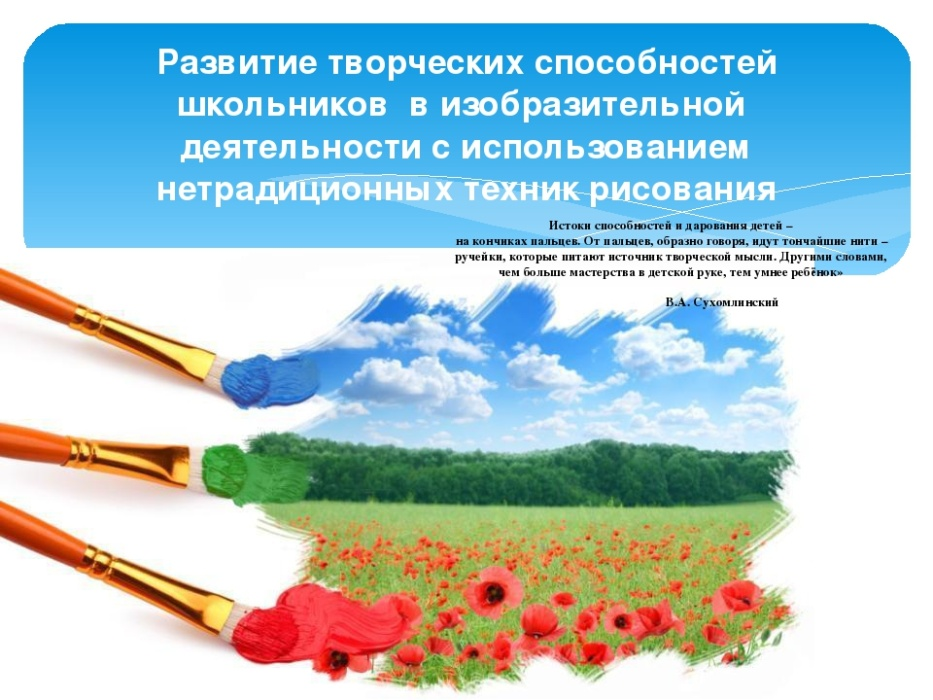 Развитие творческих способностей
школьников в изобразительной
деятельности с использованием
нетрадиционных техник рисования
Истоки способностей и дарования детей –
на кончиках пальцев. От пальцев, образно говоря, идут тончайшие нити –
ручейки, которые питают источник творческой мысли. Другими словами,
чем больше мастерства в детской руке, тем умнее ребёнок»
В.А. Сухомлинский